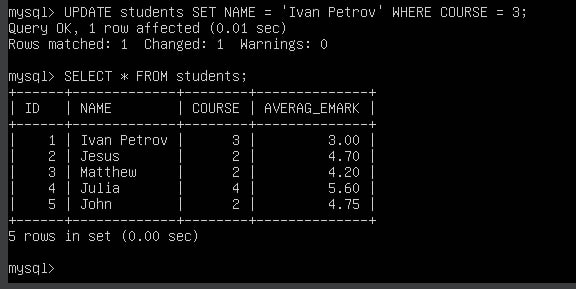 mysql> UPDATE students SET NAME = 'Ivan Petrov' WHERE COURSE = 3;
Query OK, 1 row affected (0.01 sec)
Rows matched: 1  Changed: 1  Warnings: 0
mysql> SELECT * FROM students;
+----+-------------+--------+--------------+
| ID | NAME | COURSE | AVERAG_EMARK |
+----+-------------+--------+--------------+
| 1 | Ivan Petrov | 3 | 3.00 |
| 2 | Jesus | 2 | 4.70 |
| 3 | Matthew | 2 | 4.20 |
| 4 | Julia | 4 | 5.60 |
| 5 | John | 2 | 4.75 |
+----+-------------+--------+--------------+
5 rows in set (0.00 sec)
mysql>